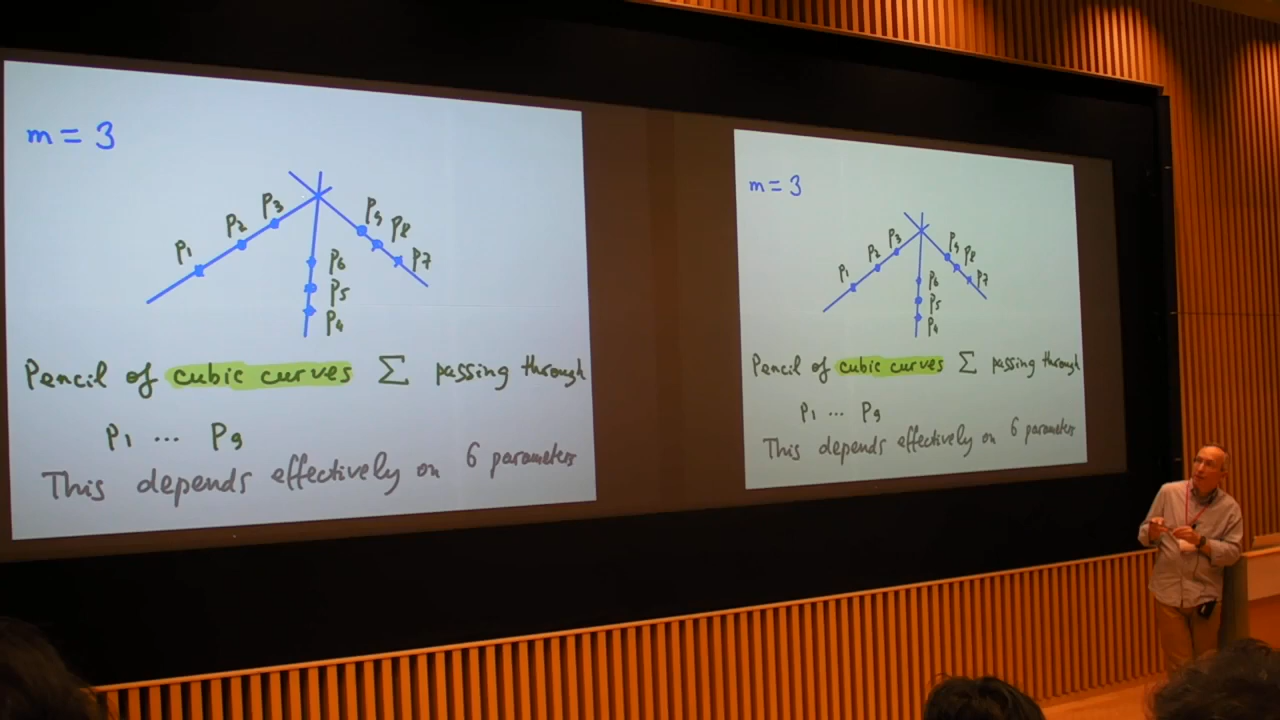 m = 3
P1 P2 P3 P9 P8 P7
P6
P5
P4
Pencil of cubic curves Σ passing through
P1 ... P9
This depends effectively on 6 parameters
m = 3
P1 P2 P3 P9 P8 P7
P6
P5
P4
Pencil of cubic curves Σ passing through
P1 ... P9
This depends effectively on 6 parameters